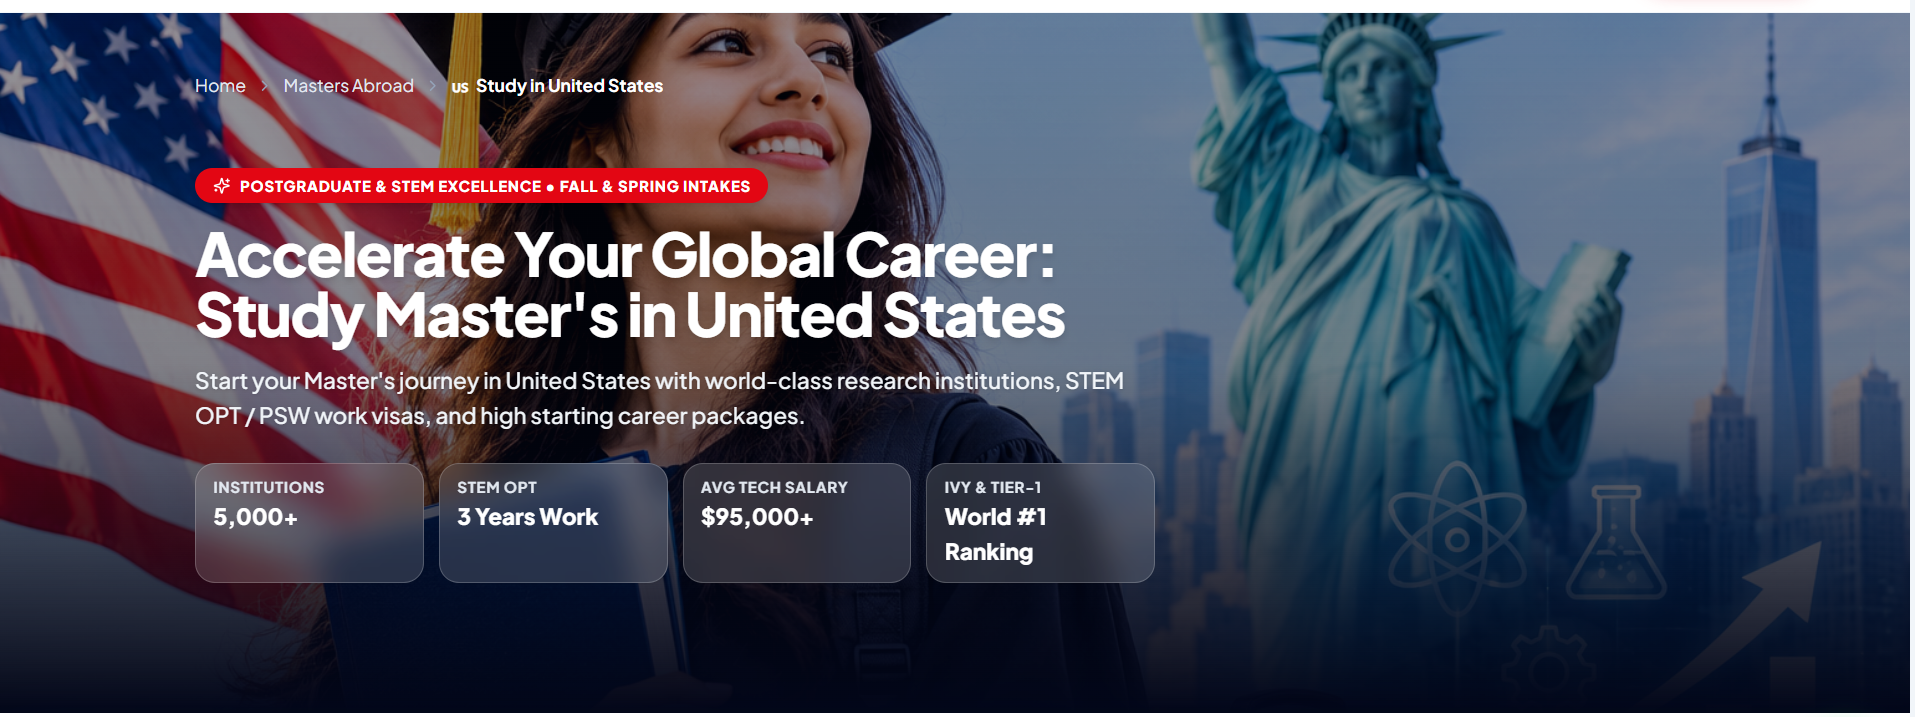 Home > Masters Abroad > US Study in United States
POSTGRADUATE & STEM EXCELLENCE • FALL & SPRING INTAKES
Accelerate Your Global Career:
Study Master's in United States
Start your Master's journey in United States with world-class research institutions, STEM
OPT / PSW work visas, and high starting career packages.
INSTITUTIONS
5,000+
STEM OPT
3 Years Work
AVG TECH SALARY
$95,000+
IVY & TIER-1
World #1
Ranking